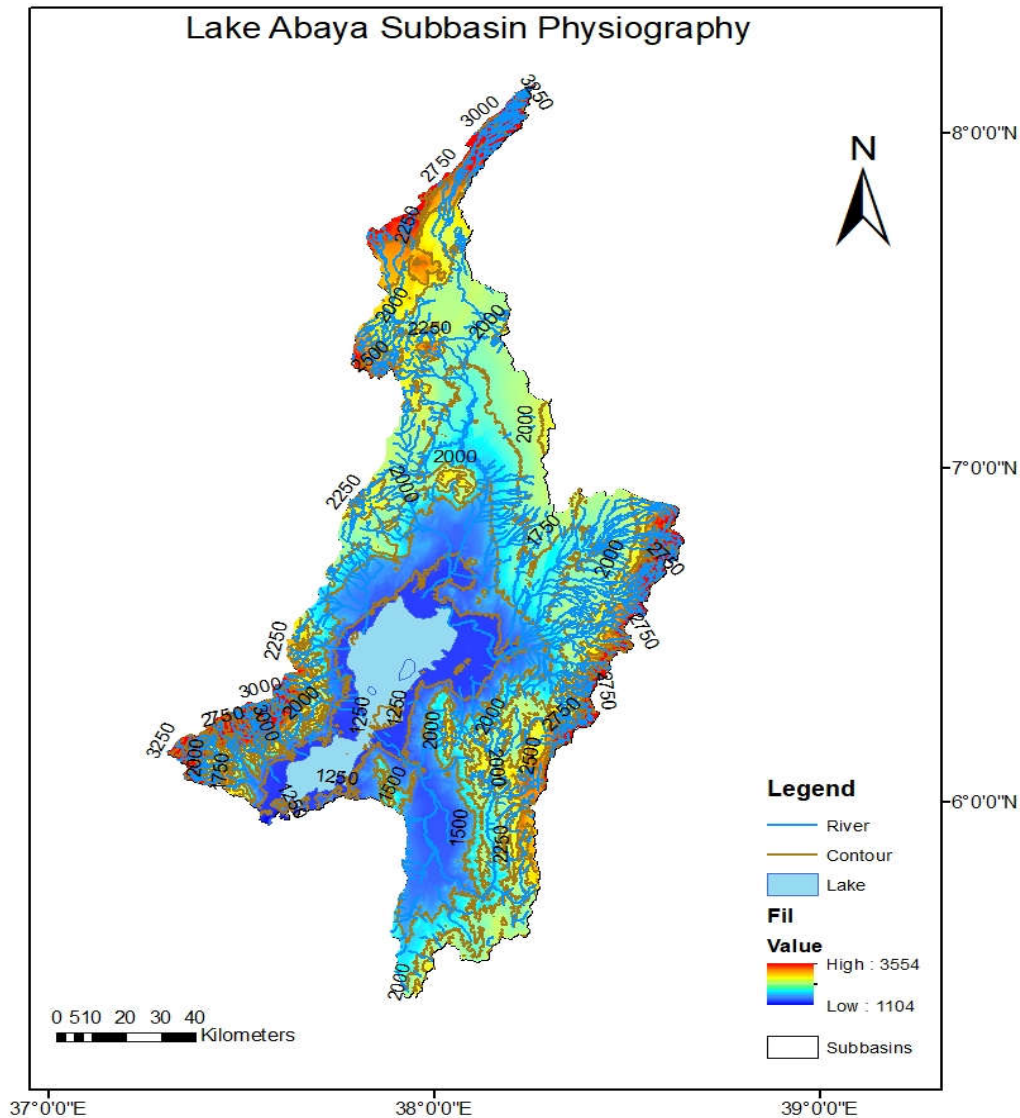 Lake Abaya Subbasin Physiography
3250
3000
8°0'0"N
2750
N
2250
2000
2000
2250
2500
2000
2000
7°0'0"N
2000
2250
1750
2000
2750
2750
2250
3000
2750
2000
2750
3000
1250
1250
2000
2000
2750
3250
2000
1750
2000
2500
1250
1500
Legend
1250
6°0'0"N
1500
2250
River
Contour
Lake
Fil
Value
High : 3554
2000
Low : 1104
0 5 10 20 30 40
Kilometers
Subbasins
37°0'0"E
38°0'0"E
39°0'0"E